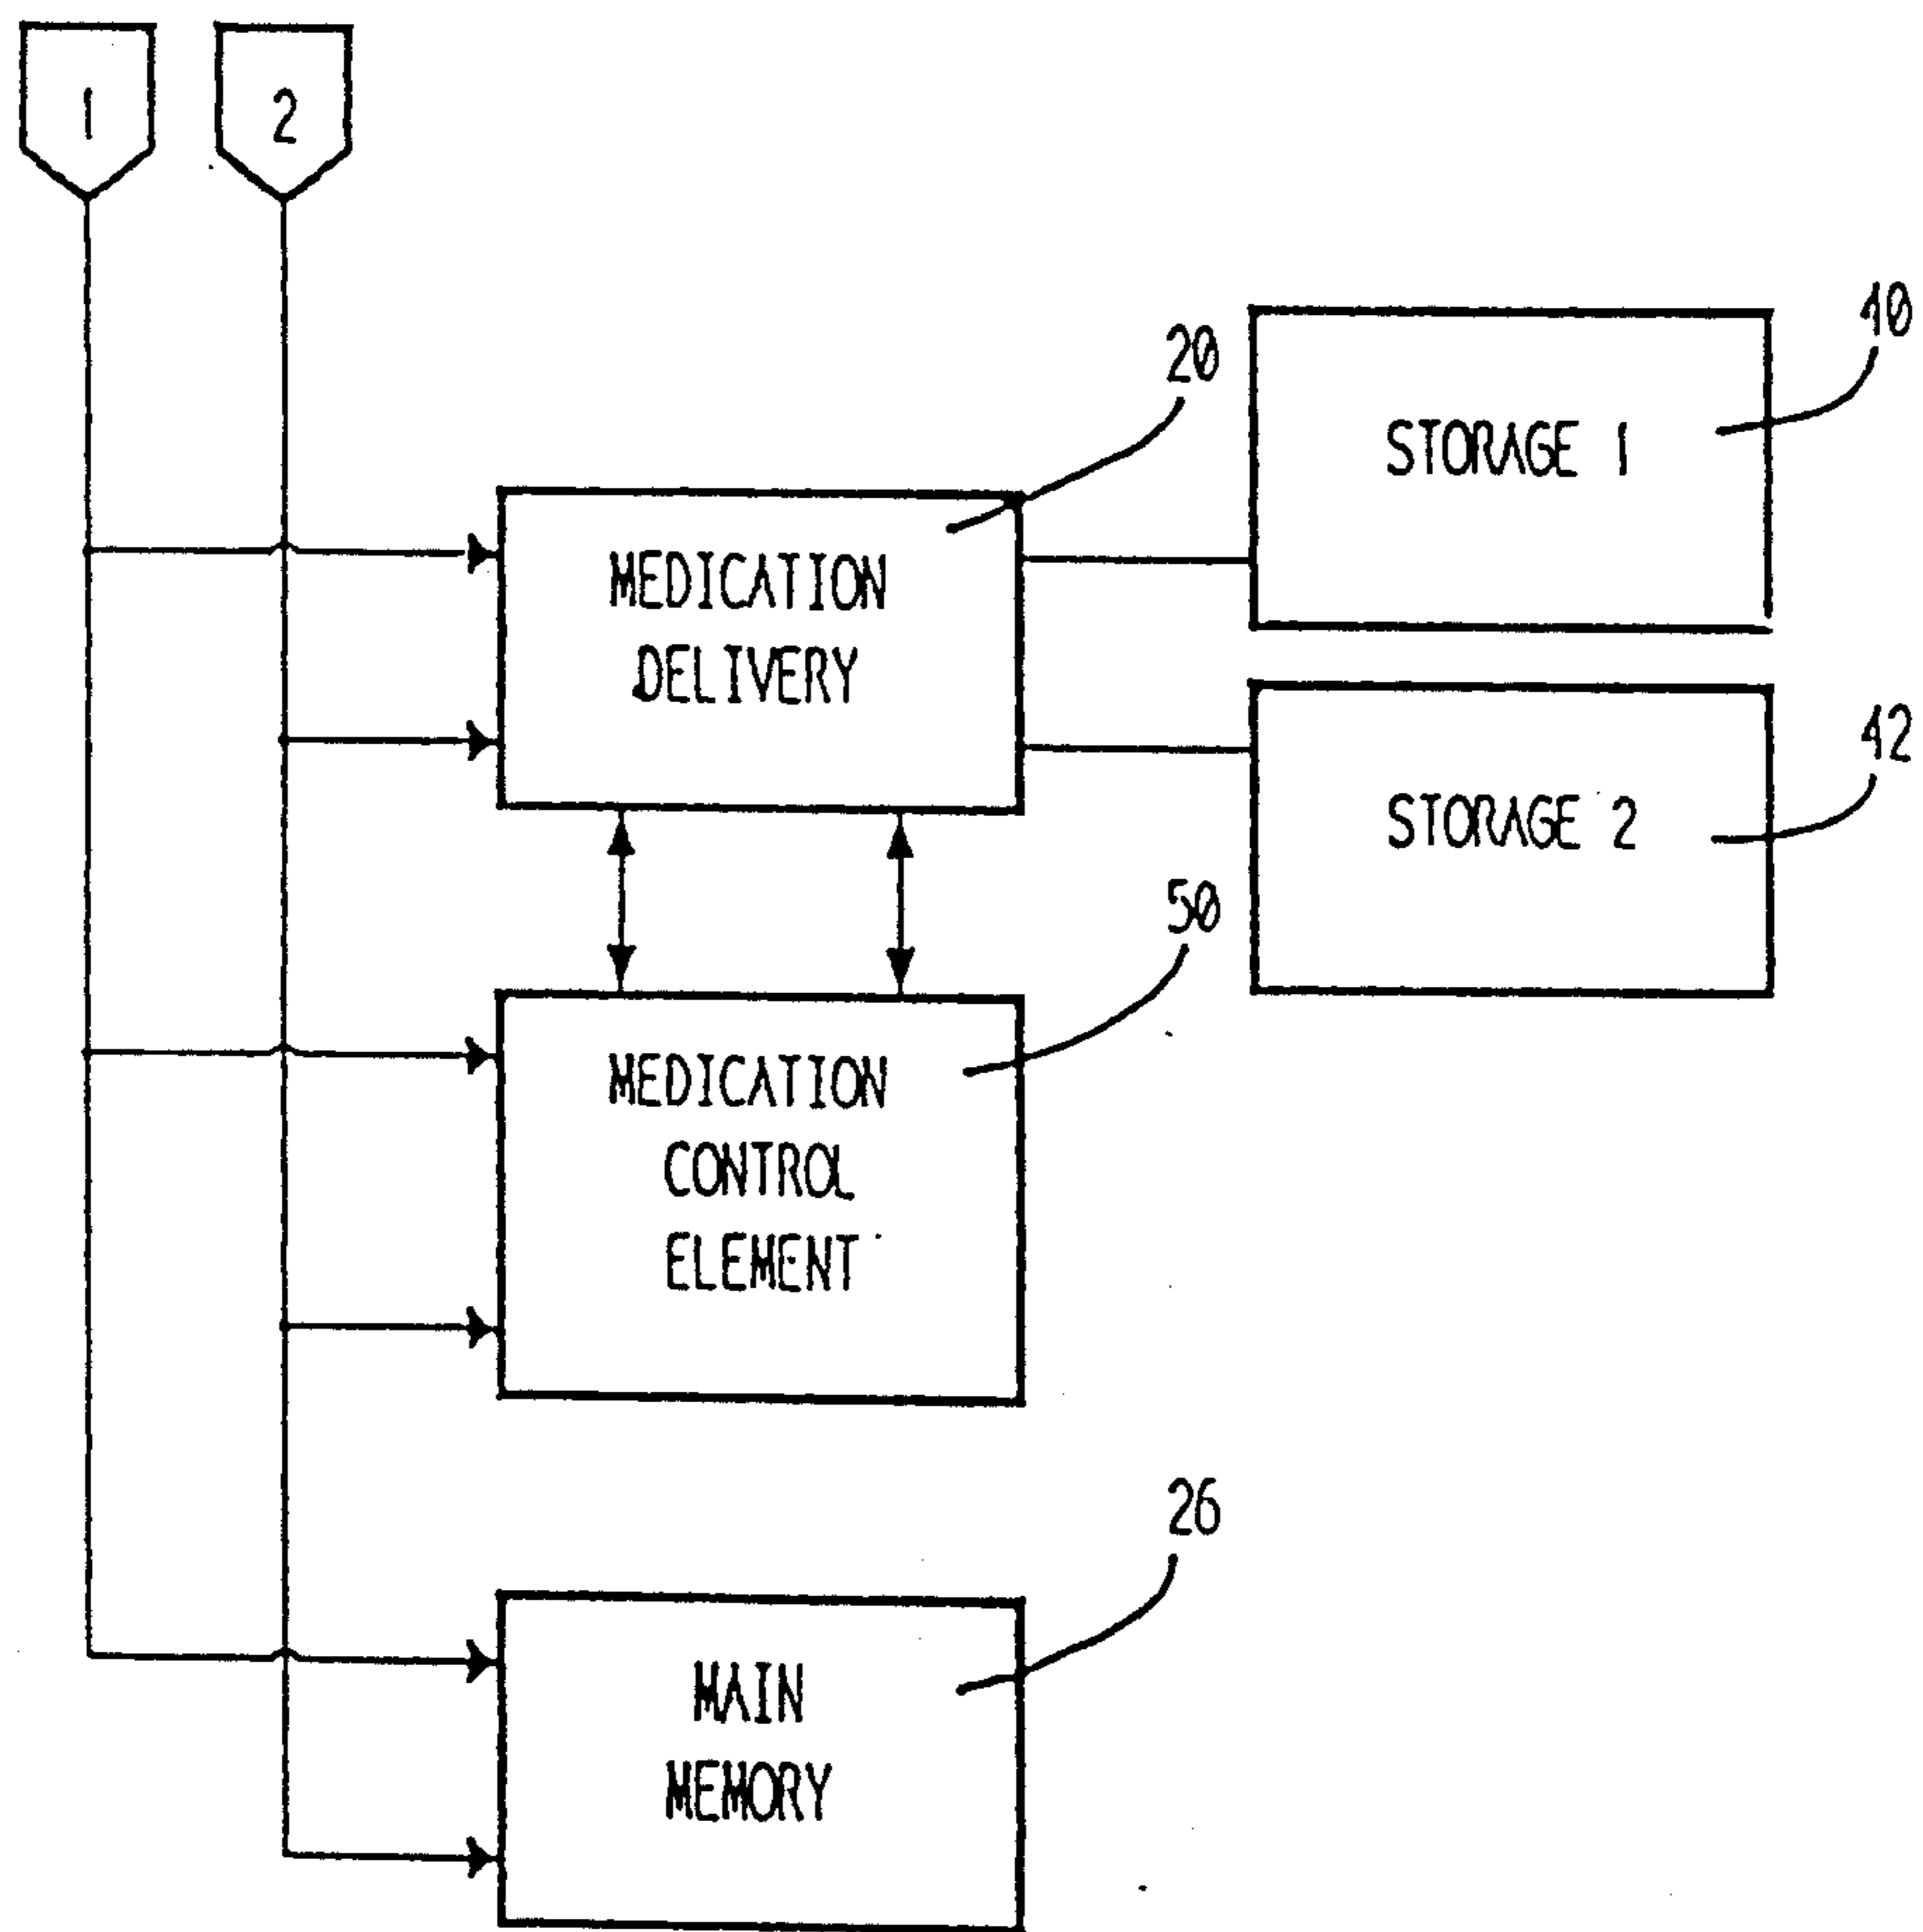 1
2
20
40
STORAGE 1
MEDICATION
DELIVERY
42
STORAGE 2
50
MEDICATION
CONTROL
ELEMENT
26
MAIN
MEMORY